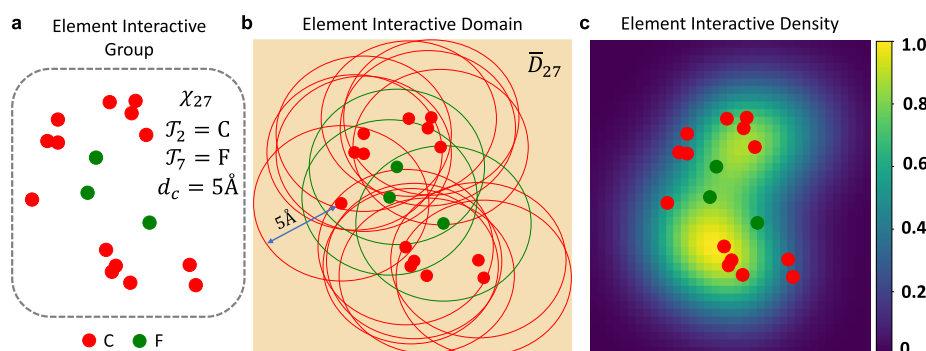 a
Element Interactive
Group
χ₂₇
𝒯₂ = C
𝒯₇ = F
d_c = 5Å
C
F
b
Element Interactive Domain
D̅₂₇
5Å
c
Element Interactive Density
1.0
0.8
0.6
0.4
0.2
0